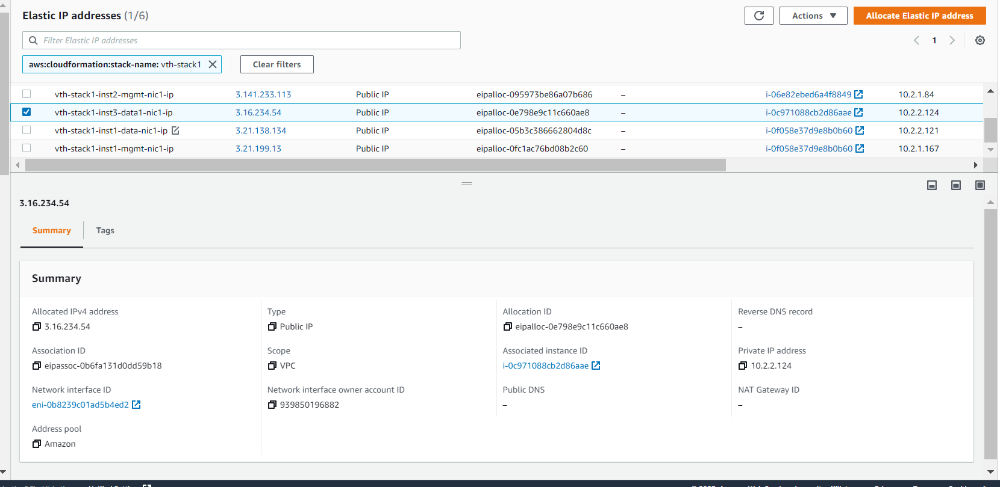 Elastic IP addresses (1/6)
Actions
Allocate Elastic IP address
Filter Elastic IP addresses
1
aws:cloudformation:stack-name: vth-stack1
Clear filters
vth-stack1-inst2-mgmt-nic1-ip 3.141.233.113 Public IP eipalloc-095973be86a07b686 – i-06e82ebed6a4f8849 10.2.1.84
vth-stack1-inst3-data1-nic1-ip 3.16.234.54 Public IP eipalloc-0e798e9c11c660ae8 – i-0c971088cb2d86aae 10.2.2.124
vth-stack1-inst1-data-nic1-ip 3.21.138.134 Public IP eipalloc-05b3c386662804d8c – i-0f058e37d9e8b0b60 10.2.2.121
vth-stack1-inst1-mgmt-nic1-ip 3.21.199.13 Public IP eipalloc-0fc1ac76bd08b2c60 – i-0f058e37d9e8b0b60 10.2.1.167
3.16.234.54
Summary Tags
Summary
Allocated IPv4 address
3.16.234.54
Type
Public IP
Allocation ID
eipalloc-0e798e9c11c660ae8
Reverse DNS record
–
Association ID
eipassoc-0b6fa131d0dd59b18
Scope
VPC
Associated instance ID
i-0c971088cb2d86aae
Private IP address
10.2.2.124
Network interface ID
eni-0b8239c01ad5b4ed2
Network interface owner account ID
939850196882
Public DNS
–
NAT Gateway ID
–
Address pool
Amazon